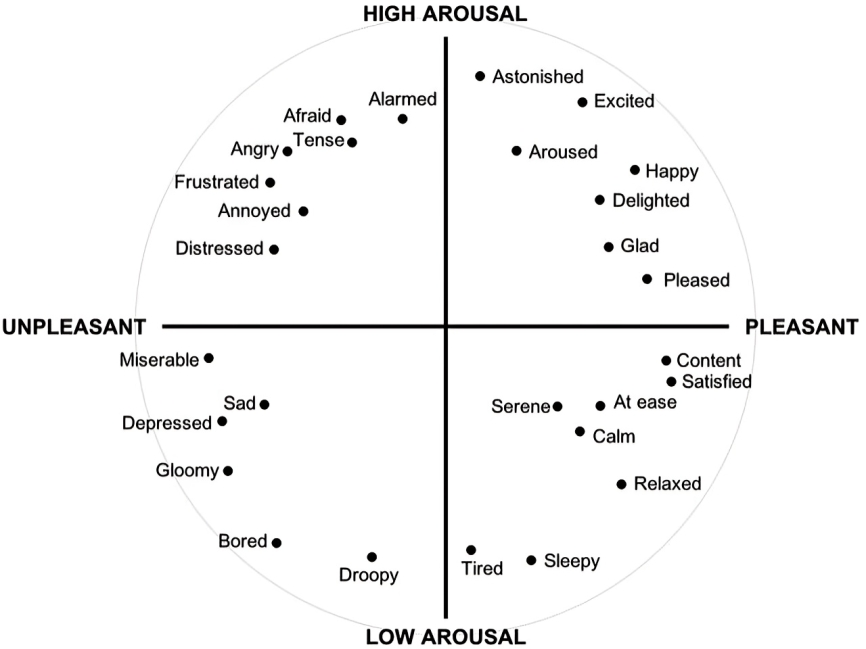 HIGH AROUSAL
Astonished
Excited
Alarmed
Afraid
Tense
Angry
Aroused
Happy
Frustrated
Delighted
Annoyed
Distressed
Glad
Pleased
UNPLEASANT
PLEASANT
Miserable
Content
Satisfied
Sad
Serene
At ease
Depressed
Calm
Gloomy
Relaxed
Bored
Droopy
Tired
Sleepy
LOW AROUSAL